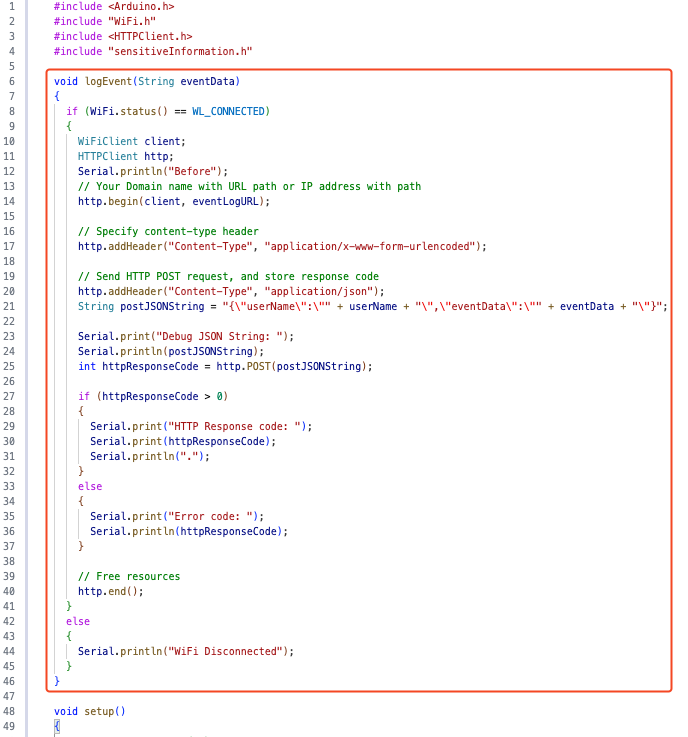 1 #include <Arduino.h>
2 #include "WiFi.h"
3 #include <HTTPClient.h>
4 #include "sensitiveInformation.h"
5
6 void logEvent(String eventData)
7 {
8 if (WiFi.status() == WL_CONNECTED)
9 {
10 WiFiClient client;
11 HTTPClient http;
12 Serial.println("Before");
13 // Your Domain name with URL path or IP address with path
14 http.begin(client, eventLogURL);
15
16 // Specify content-type header
17 http.addHeader("Content-Type", "application/x-www-form-urlencoded");
18
19 // Send HTTP POST request, and store response code
20 http.addHeader("Content-Type", "application/json");
21 String postJSONString = "{\"userName\":\"" + userName + "\",\"eventData\":\"" + eventData + "\"}";
22
23 Serial.print("Debug JSON String: ");
24 Serial.println(postJSONString);
25 int httpResponseCode = http.POST(postJSONString);
26
27 if (httpResponseCode > 0)
28 {
29 Serial.print("HTTP Response code: ");
30 Serial.print(httpResponseCode);
31 Serial.println(".");
32 }
33 else
34 {
35 Serial.print("Error code: ");
36 Serial.println(httpResponseCode);
37 }
38
39 // Free resources
40 http.end();
41 }
42 else
43 {
44 Serial.println("WiFi Disconnected");
45 }
46 }
47
48 void setup()
49 {